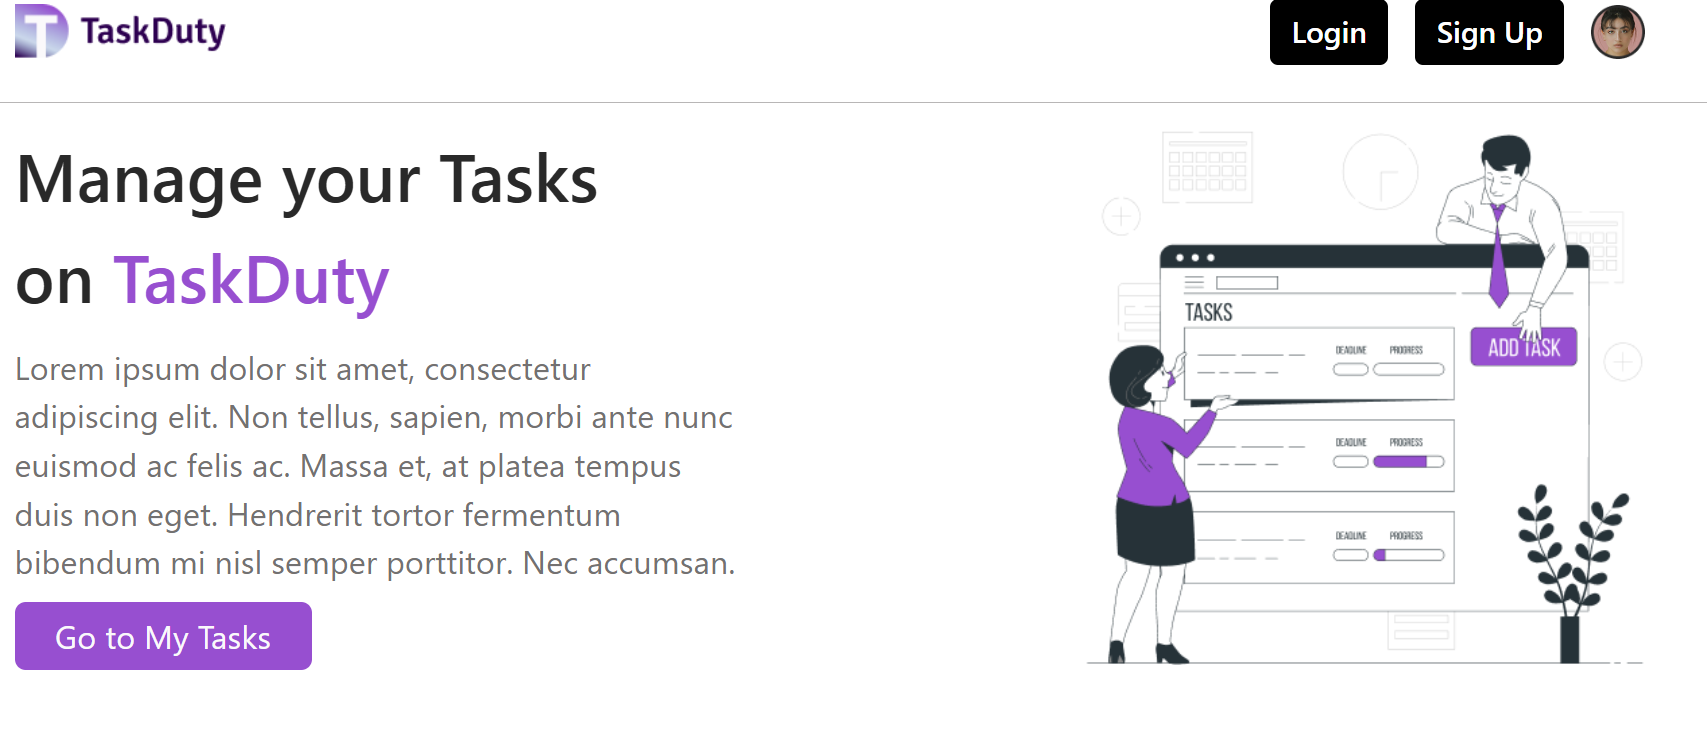 TaskDuty
Login
Sign Up
Manage your Tasks
on TaskDuty
Lorem ipsum dolor sit amet, consectetur
adipiscing elit. Non tellus, sapien, morbi ante nunc
euismod ac felis ac. Massa et, at platea tempus
duis non eget. Hendrerit tortor fermentum
bibendum mi nisl semper porttitor. Nec accumsan.
Go to My Tasks
TASKS
DEADLINE PROGRESS
ADD TASK
DEADLINE PROGRESS
DEADLINE PROGRESS